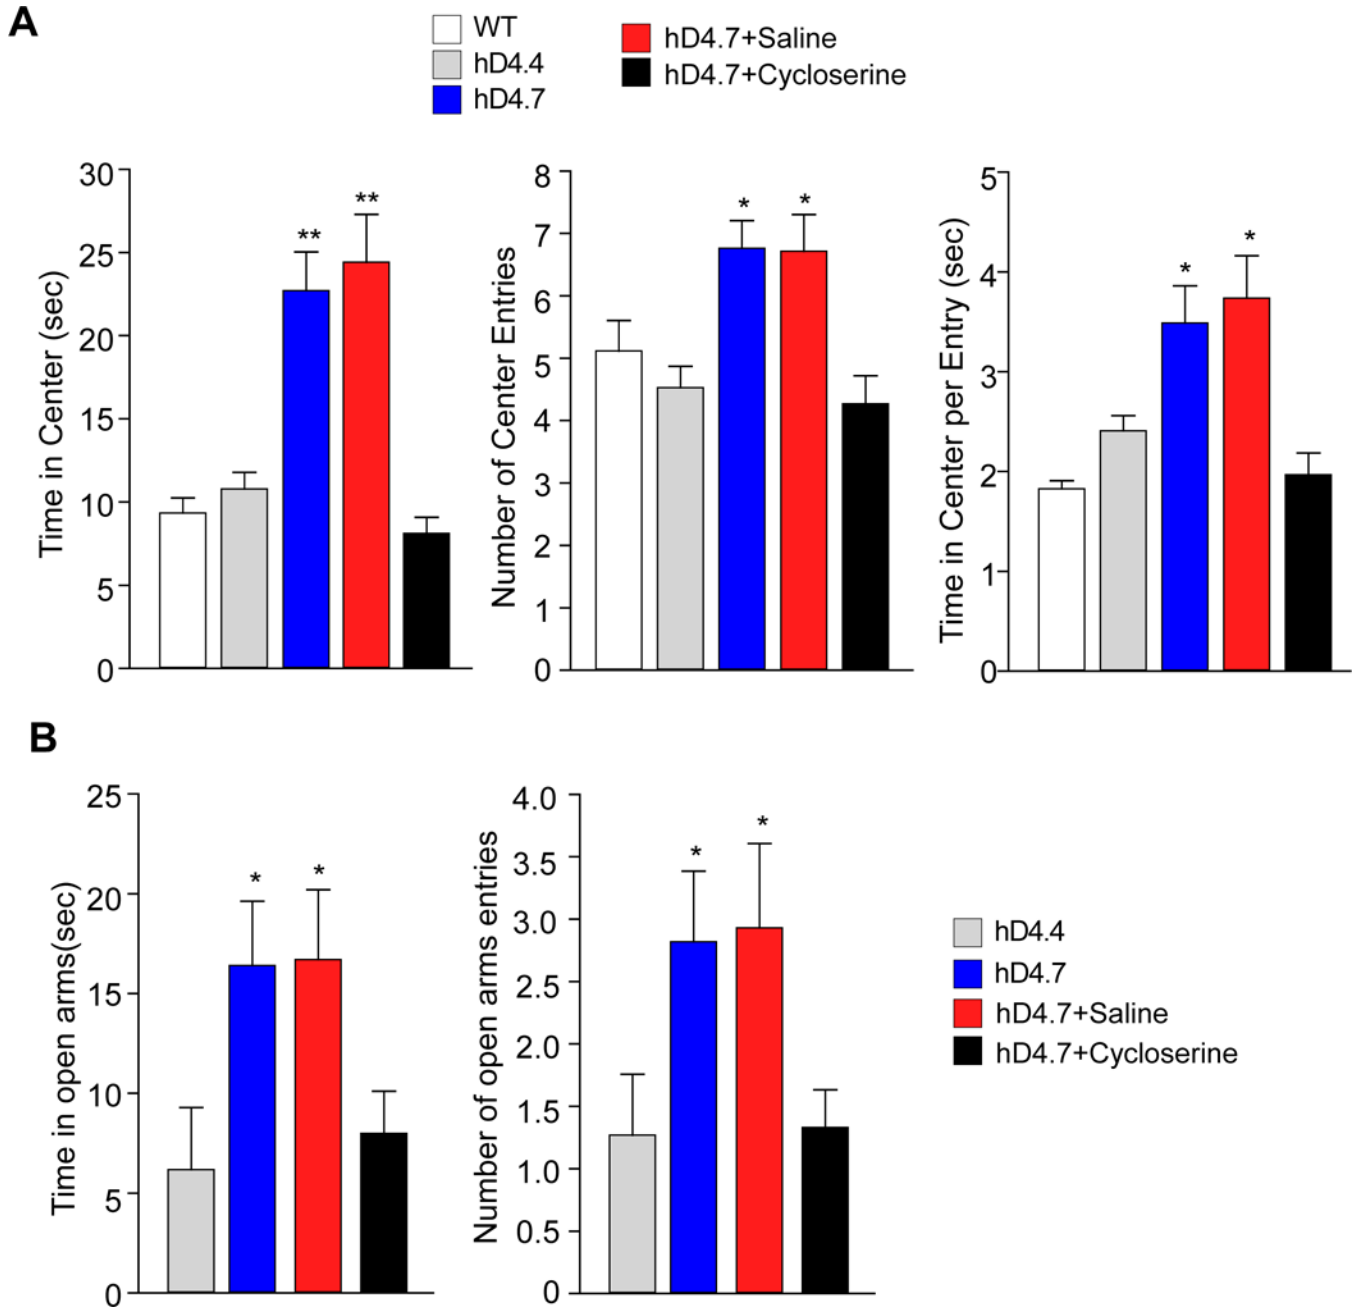 A
WT
hD4.4
hD4.7
hD4.7+Saline
hD4.7+Cycloserine
Time in Center (sec)
30
25
20
15
10
5
0
**
**
Number of Center Entries
8
7
6
5
4
3
2
1
0
*
*
Time in Center per Entry (sec)
5
4
3
2
1
0
*
*
B
Time in open arms(sec)
25
20
15
10
5
0
*
*
Number of open arms entries
4.0
3.5
3.0
2.5
2.0
1.5
1.0
0.5
0
*
*
hD4.4
hD4.7
hD4.7+Saline
hD4.7+Cycloserine